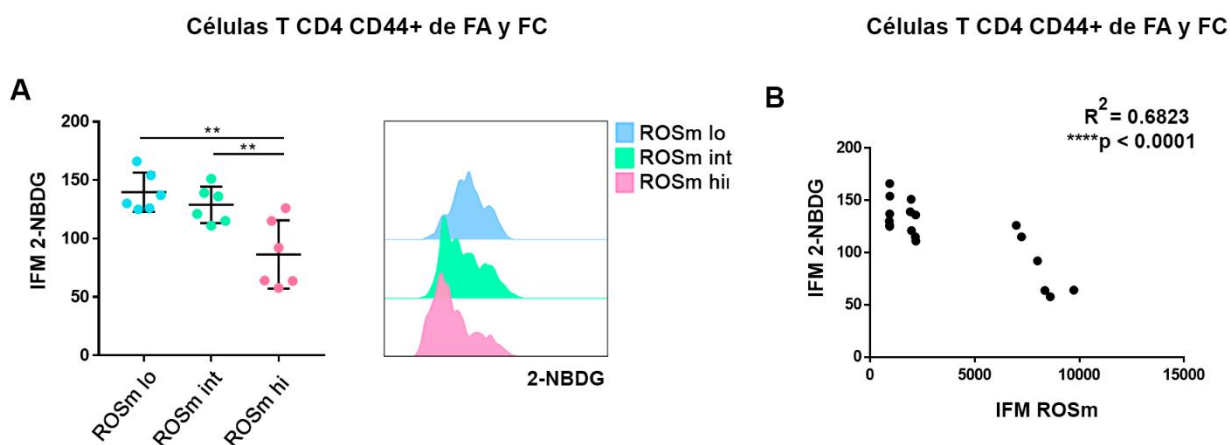 Células T CD4 CD44+ de FA y FC
A
IFM 2-NBDG
200
150
100
50
0
**
**
ROSm lo
ROSm int
ROSm hi
ROSm lo
ROSm int
ROSm hi
2-NBDG
Células T CD4 CD44+ de FA y FC
B
R2 = 0.6823
****p < 0.0001
IFM 2-NBDG
200
150
100
50
0
0 5000 10000 15000
IFM ROSm